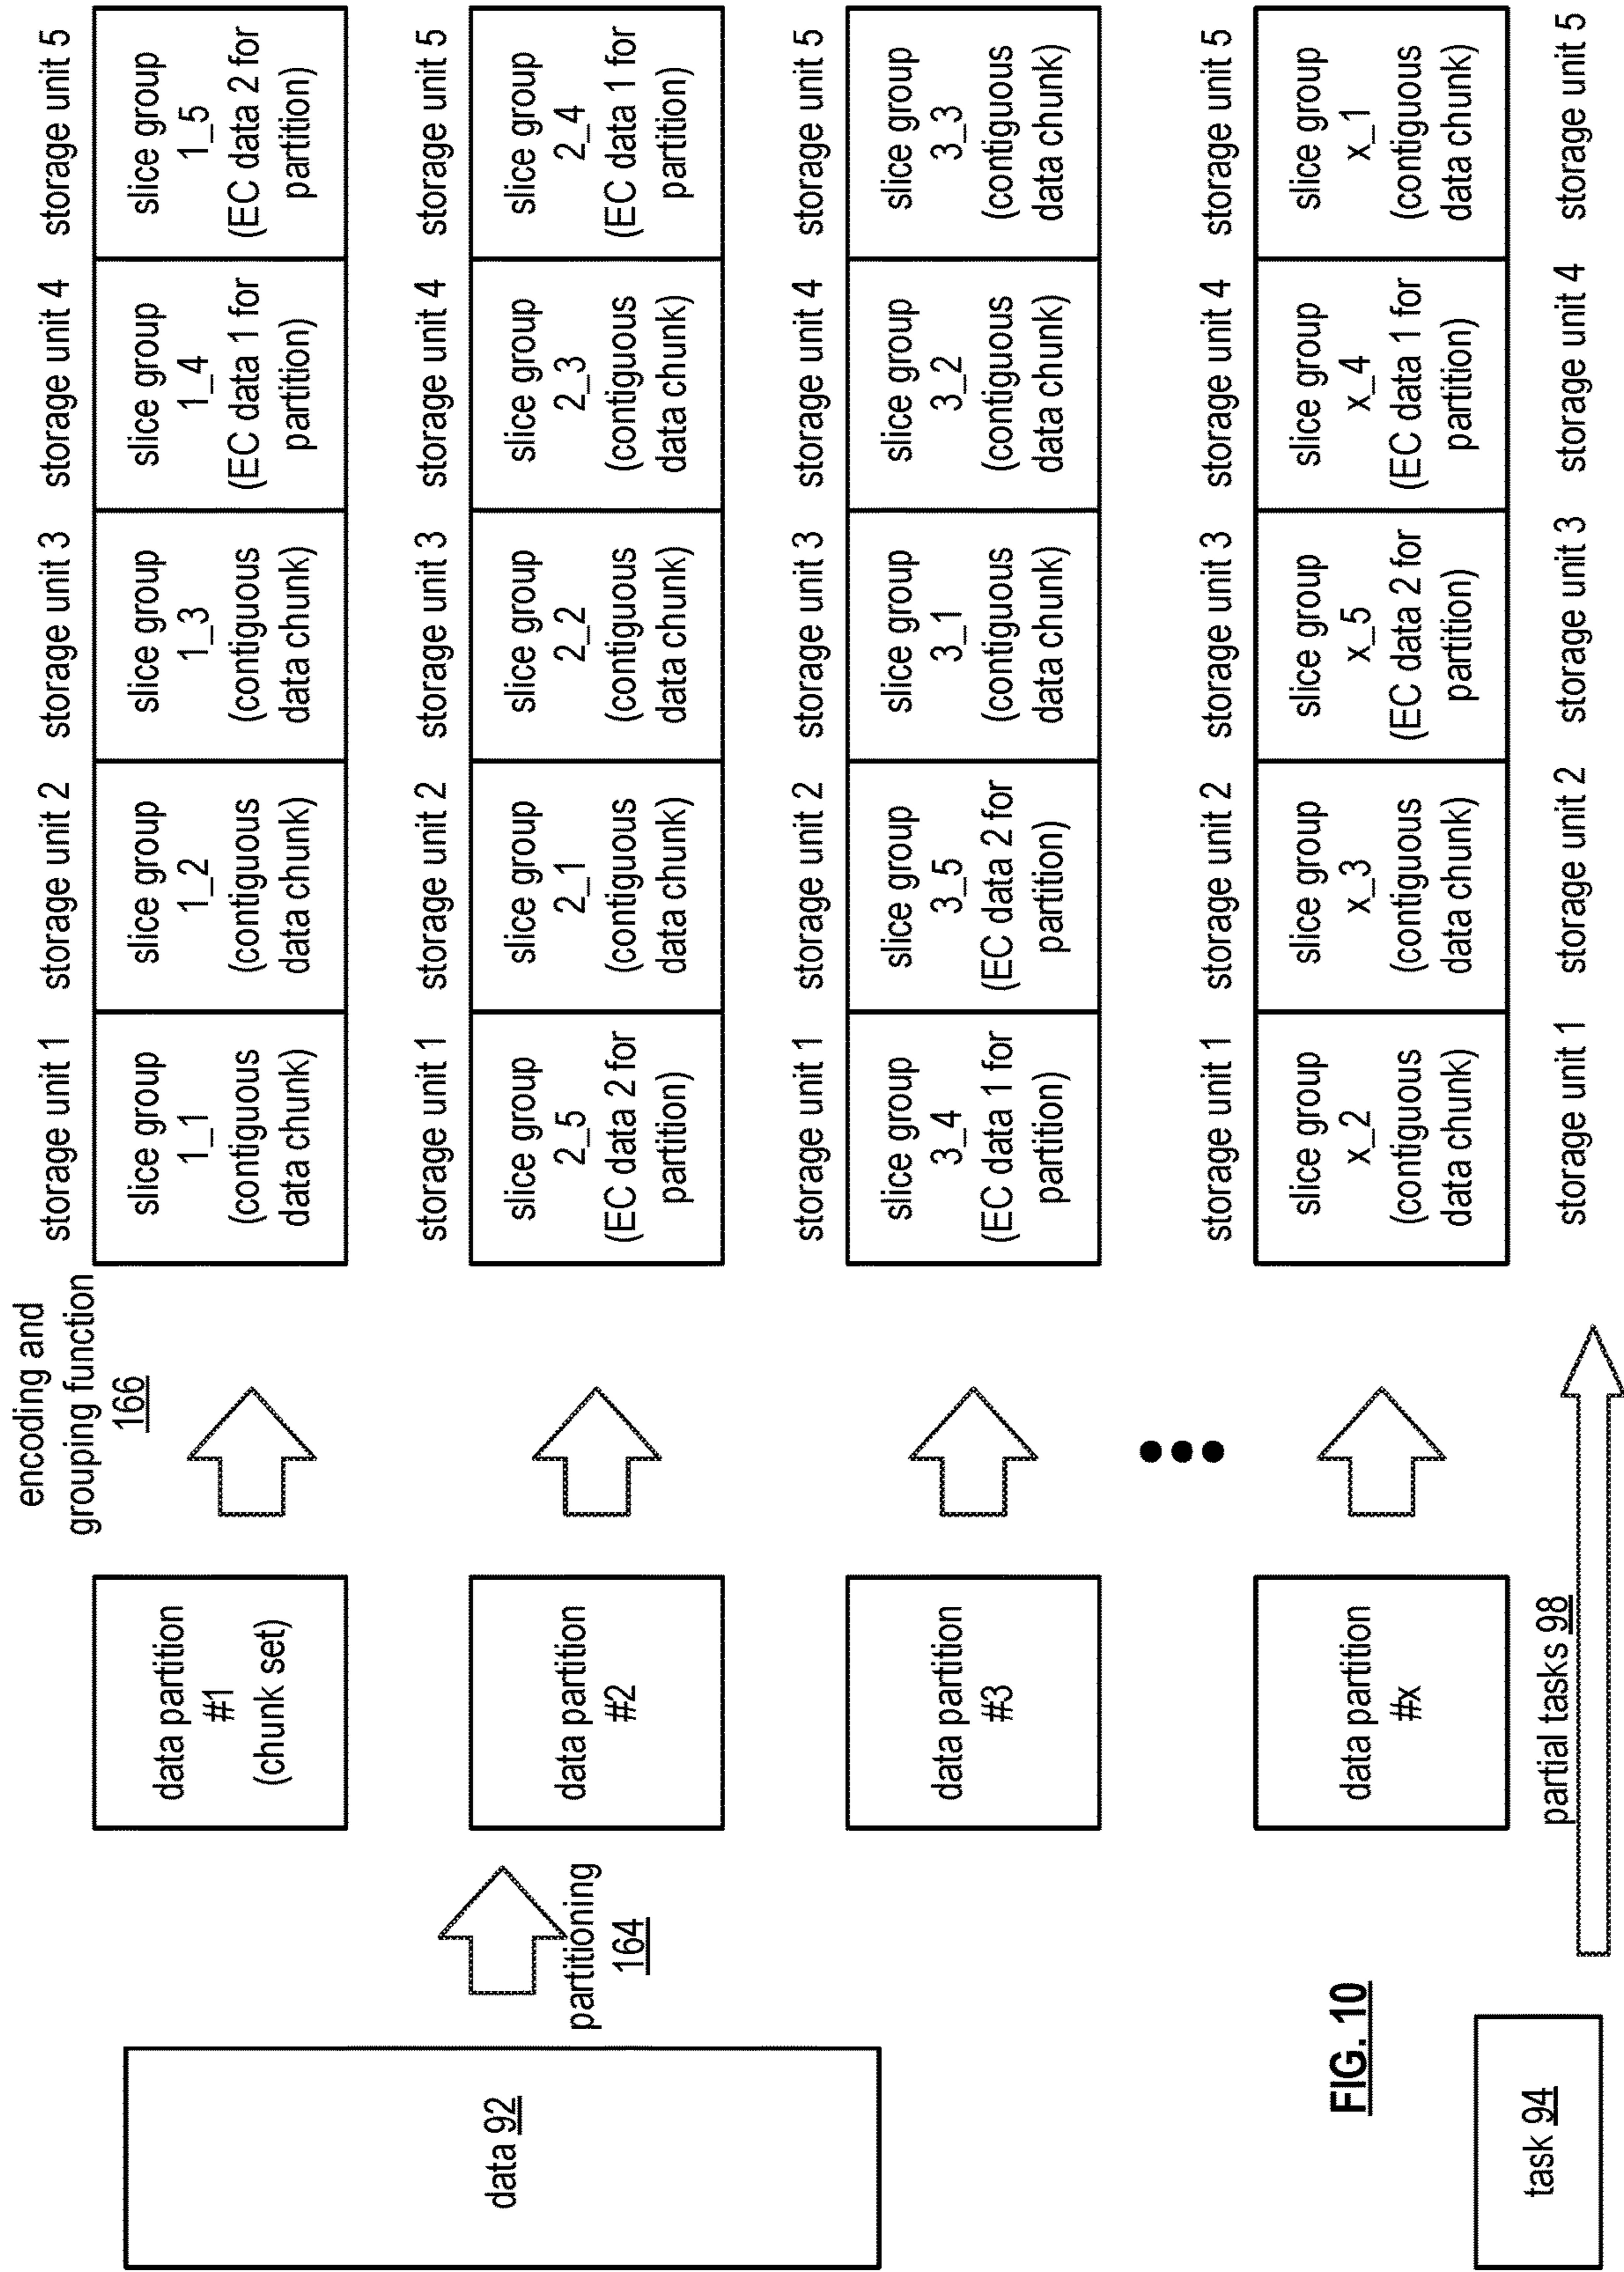 encoding and
grouping function
166
storage unit 1
storage unit 2
storage unit 3
storage unit 4
storage unit 5
data partition
#1
(chunk set)
slice group
1_1
(contiguous
data chunk)
slice group
1_2
(contiguous
data chunk)
slice group
1_3
(contiguous
data chunk)
slice group
1_4
(EC data 1 for
partition)
slice group
1_5
(EC data 2 for
partition)
data 92
partitioning
164
storage unit 1
storage unit 2
storage unit 3
storage unit 4
storage unit 5
data partition
#2
slice group
2_5
(EC data 2 for
partition)
slice group
2_1
(contiguous
data chunk)
slice group
2_2
(contiguous
data chunk)
slice group
2_3
(contiguous
data chunk)
slice group
2_4
(EC data 1 for
partition)
storage unit 1
storage unit 2
storage unit 3
storage unit 4
storage unit 5
data partition
#3
slice group
3_4
(EC data 1 for
partition)
slice group
3_5
(EC data 2 for
partition)
slice group
3_1
(contiguous
data chunk)
slice group
3_2
(contiguous
data chunk)
slice group
3_3
(contiguous
data chunk)
storage unit 1
storage unit 2
storage unit 3
storage unit 4
storage unit 5
data partition
#x
slice group
x_2
(contiguous
data chunk)
slice group
x_3
(contiguous
data chunk)
slice group
x_5
(EC data 2 for
partition)
slice group
x_4
(EC data 1 for
partition)
slice group
x_1
(contiguous
data chunk)
FIG. 10
task 94
partial tasks 98
storage unit 1
storage unit 2
storage unit 3
storage unit 4
storage unit 5